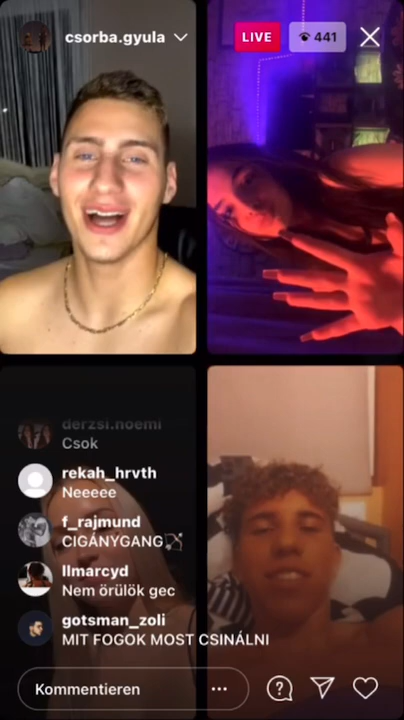 csorba.gyula
LIVE
441
derzsi.noemi
Csok
rekah_hrvth
Neeeee
f_rajmund
CIGÁNYGANG🏹
llmarcyd
Nem örülök gec
gotsman_zoli
MIT FOGOK MOST CSINÁLNI
Kommentieren